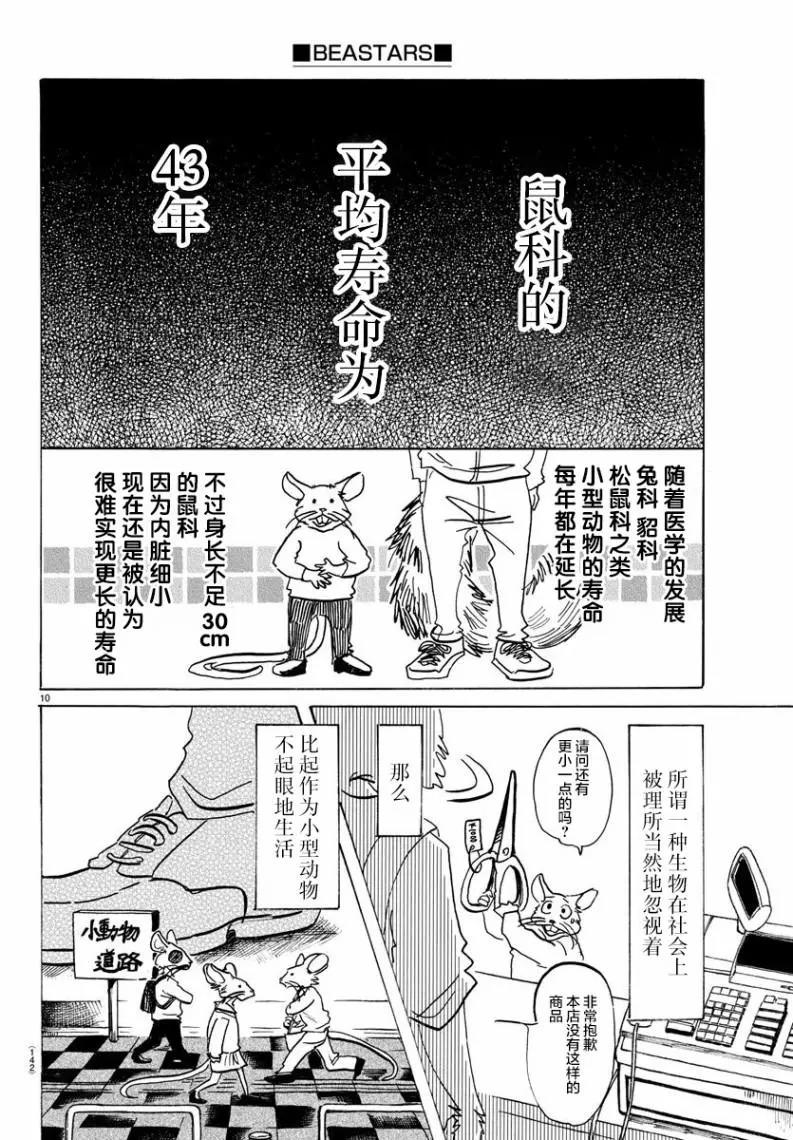 ■BEASTARS■
鼠科的
平均寿命为
43年
随着医学的发展
兔科 貂科
松鼠科之类
小型动物的寿命
每年都在延长
不过身长不足30cm
的鼠科
因为内脏细小
现在还是被认为
很难实现更长的寿命
10
所谓一种生物在社会上
被理所当然地忽视着
请问还有
更小一点的吗？
非常抱歉
本店没有这样的
商品
那么
比起作为小型动物
不起眼地生活
小動物
道路
（142）